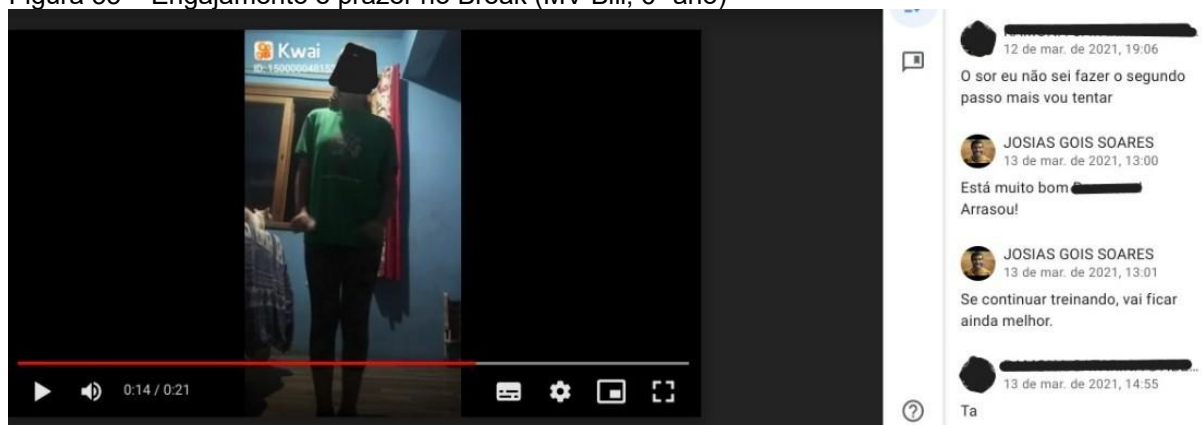 Kwai
12 de mar. de 2021, 19:06
O sor eu não sei fazer o segundo
passo mais vou tentar
JOSIAS GOIS SOARES
13 de mar. de 2021, 13:00
Está muito bom
Arrasou!
JOSIAS GOIS SOARES
13 de mar. de 2021, 13:01
Se continuar treinando, vai ficar
ainda melhor.
13 de mar. de 2021, 14:55
Ta
0:14 / 0:21